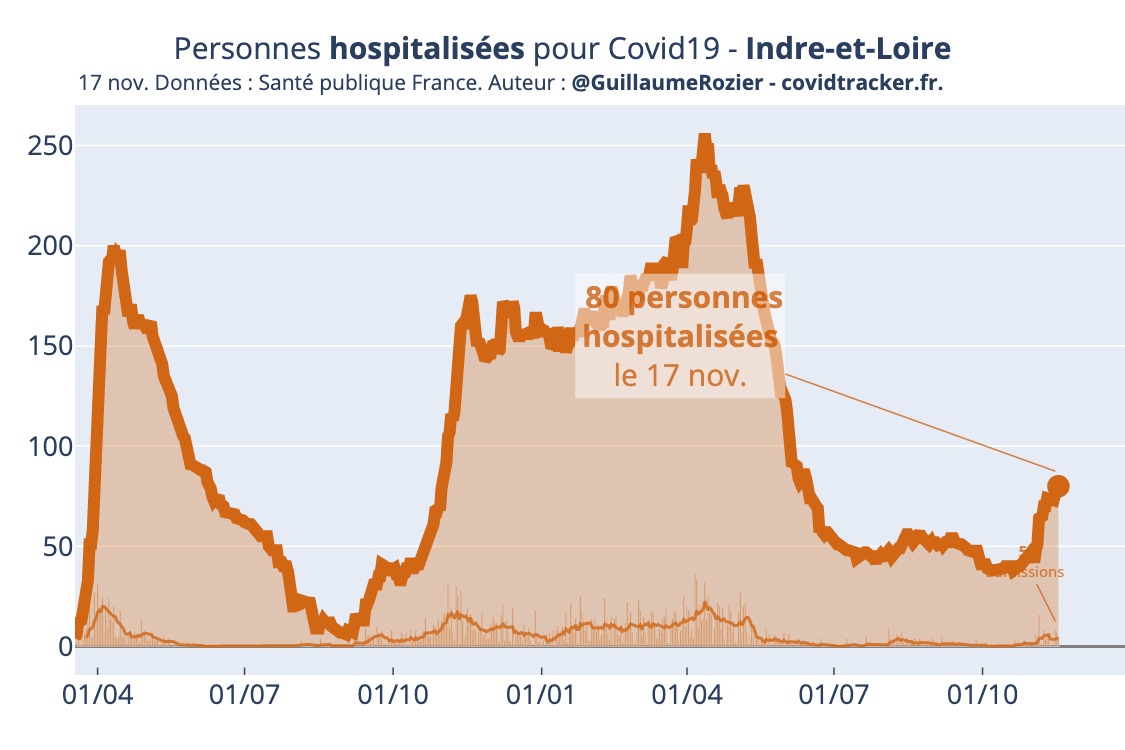 Personnes hospitalisées pour Covid19 - Indre-et-Loire
17 nov. Données : Santé publique France. Auteur : @GuillaumeRozier - covidtracker.fr.
250
200
150
100
50
0
80 personnes
hospitalisées
le 17 nov.
01/04 01/07 01/10 01/01 01/04 01/07 01/10